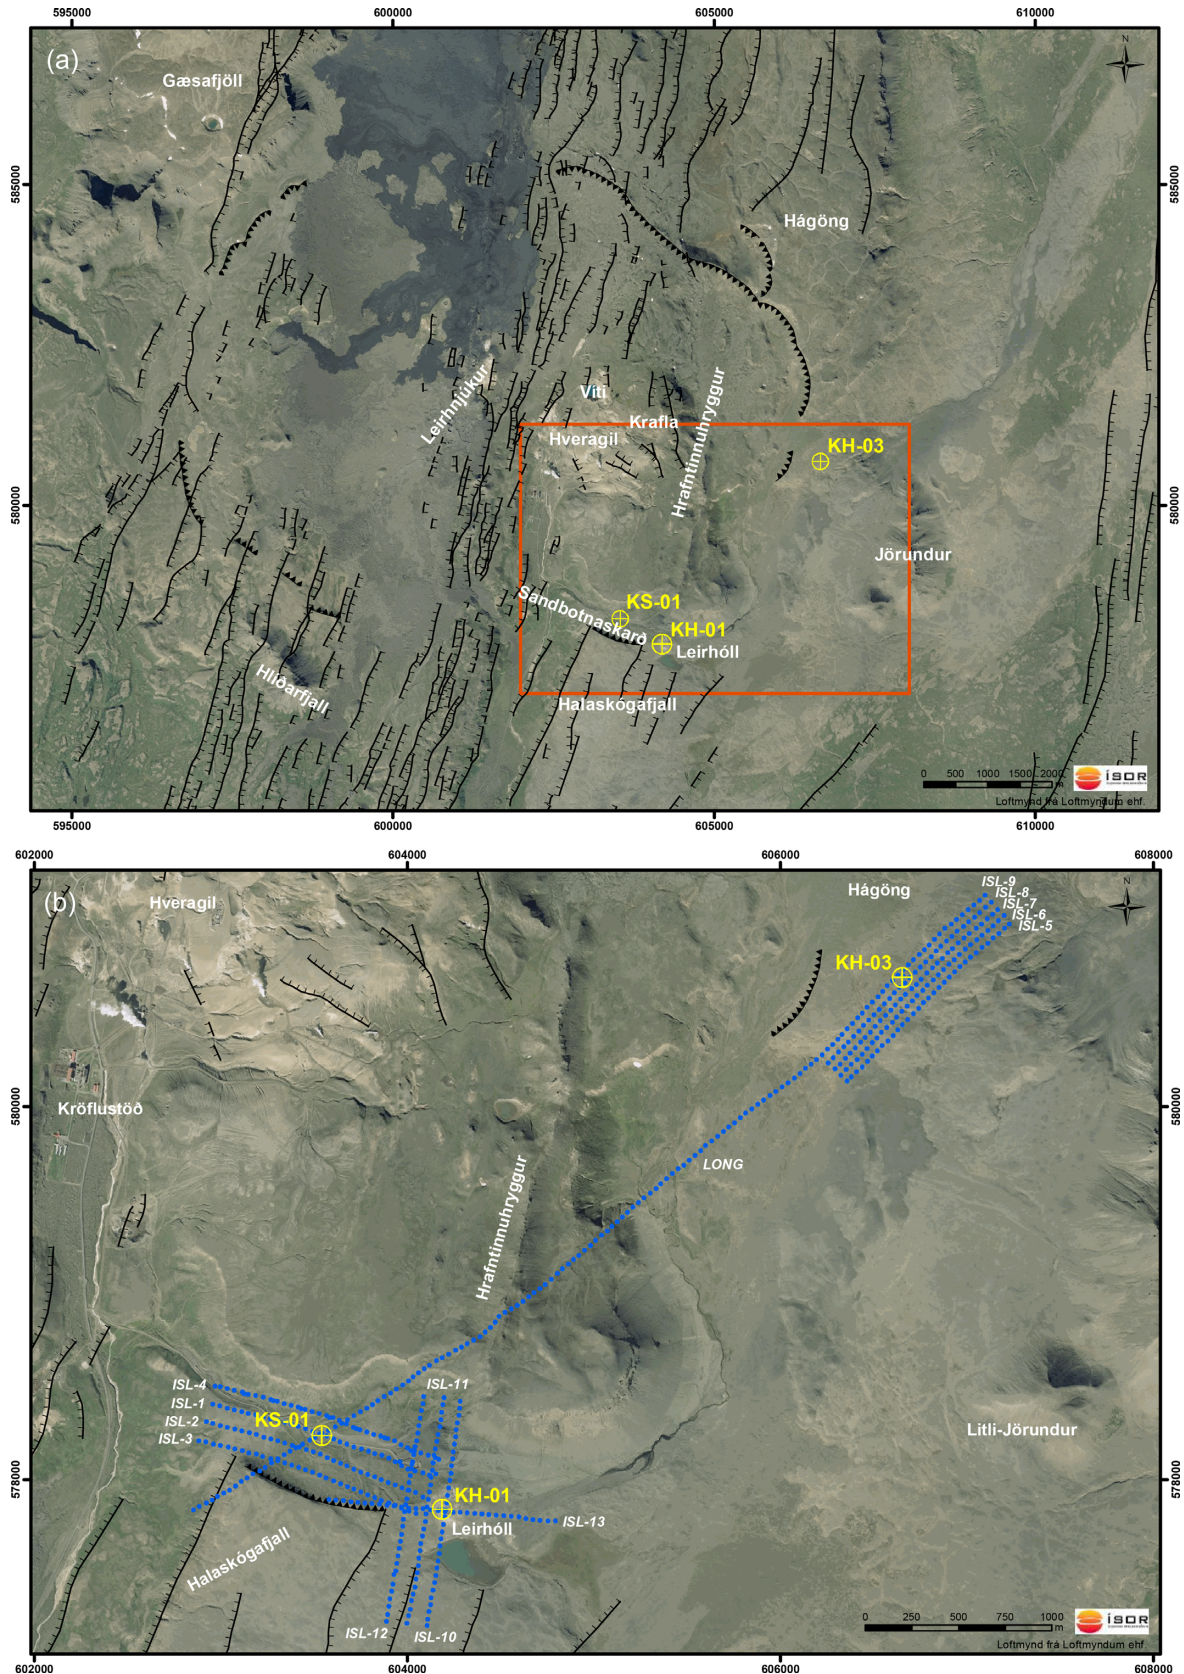 595000
600000
605000
610000
(a)
Gæsafjöll
N
585000
585000
Hágöng
Leirhnjúkur
Víti
Krafla
Hveragil
Hrafntinnuhryggur
KH-03
580000
580000
Jörundur
KS-01
Sandbotnaskarð
KH-01
Leirhóll
Hlíðarfjall
Halaskógafjall
0 500 1000 1500 2000
m
ÍSOR
Loftmynd frá Loftmyndum ehf.
595000
600000
605000
610000
602000
604000
606000
608000
(b)
Hveragil
Hágöng
ISL-9
ISL-8
ISL-7
ISL-6
ISL-5
N
KH-03
580000
580000
Kröflustöð
LONG
Hrafntinnuhryggur
ISL-4
ISL-11
ISL-1
KS-01
ISL-2
ISL-3
Litli-Jörundur
578000
578000
KH-01
ISL-13
Leirhóll
Halaskógafjall
ISL-12
ISL-10
0 250 500 750 1000
m
ÍSOR
Loftmynd frá Loftmyndum ehf.
602000
604000
606000
608000